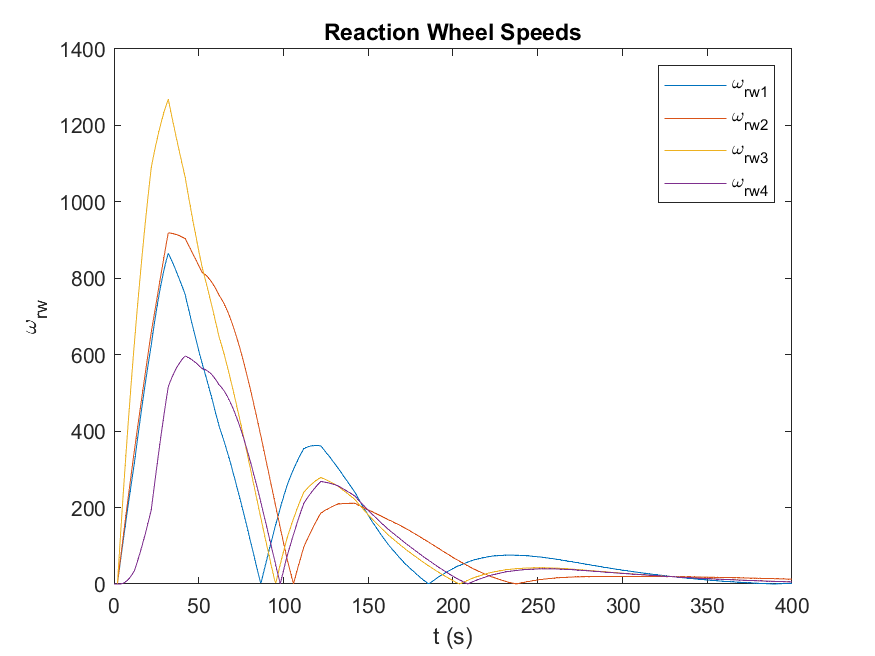 Reaction Wheel Speeds
1400
1200
1000
800
600
400
200
0
ω_rw
ω_rw1
ω_rw2
ω_rw3
ω_rw4
0 50 100 150 200 250 300 350 400
t (s)